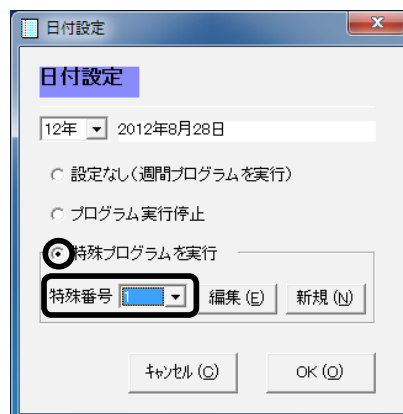 日付設定
日付設定
12年 2012年8月28日
設定なし(週間プログラムを実行)
プログラム実行停止
特殊プログラムを実行
特殊番号 1 編集(E) 新規(N)
キャンセル(C) OK(O)